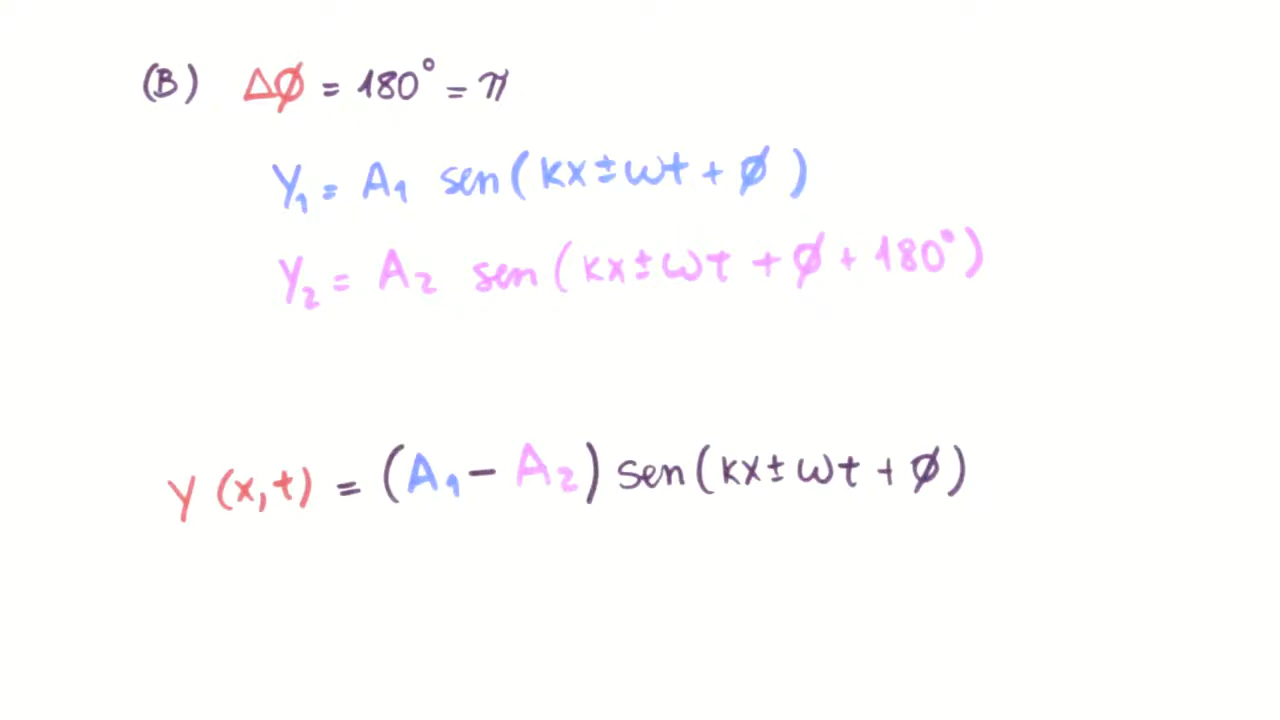 (B) Δϕ = 180° = π
Y₁ = A₁ sen(kx±ωt + ϕ)
Y₂ = A₂ sen(kx±ωt + ϕ + 180°)
Y (x,t) = (A₁ - A₂) sen(kx±ωt + ϕ)